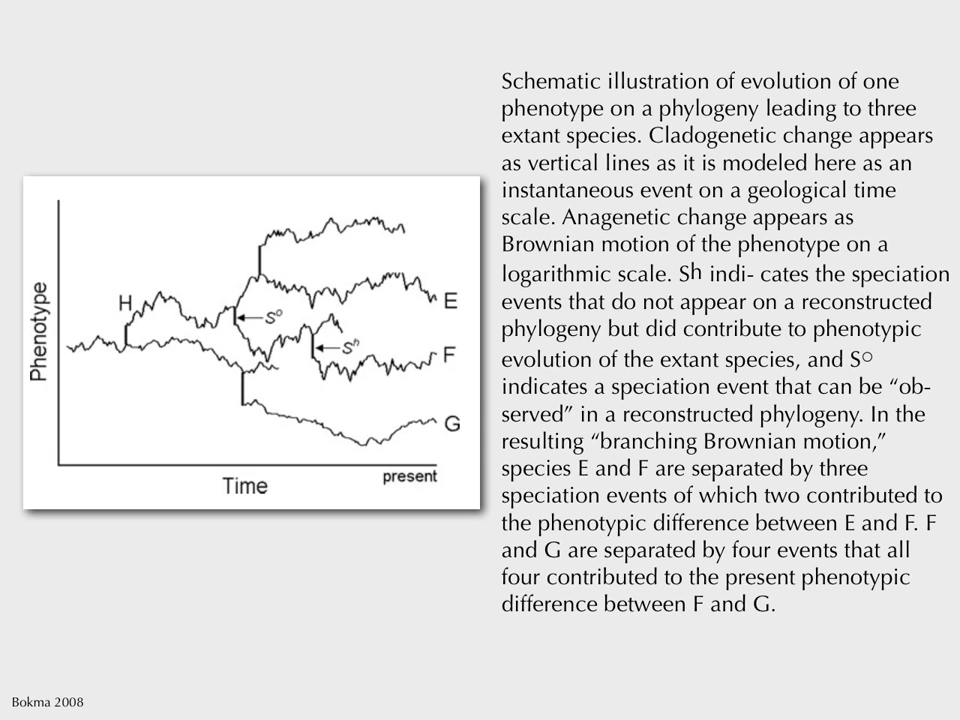 Schematic illustration of evolution of one
phenotype on a phylogeny leading to three
extant species. Cladogenetic change appears
as vertical lines as it is modeled here as an
instantaneous event on a geological time
scale. Anagenetic change appears as
Brownian motion of the phenotype on a
logarithmic scale. Sh indi- cates the speciation
events that do not appear on a reconstructed
phylogeny but did contribute to phenotypic
evolution of the extant species, and S○
indicates a speciation event that can be “ob-
served” in a reconstructed phylogeny. In the
resulting “branching Brownian motion,”
species E and F are separated by three
speciation events of which two contributed to
the phenotypic difference between E and F. F
and G are separated by four events that all
four contributed to the present phenotypic
difference between F and G.
Phenotype
H
S°
Sʰ
E
F
G
present
Time
Bokma 2008